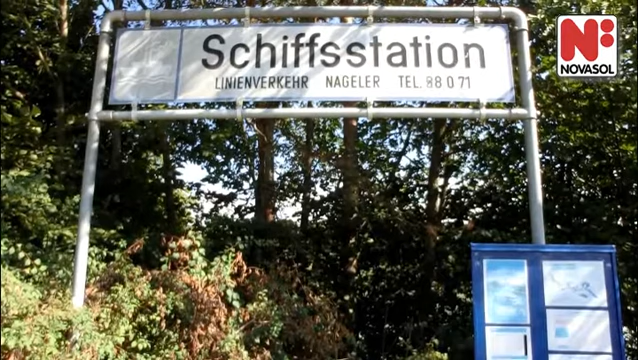 Schiffsstation
LINIENVERKEHR NAGELER TEL. 88 0 71
N:
NOVASOL